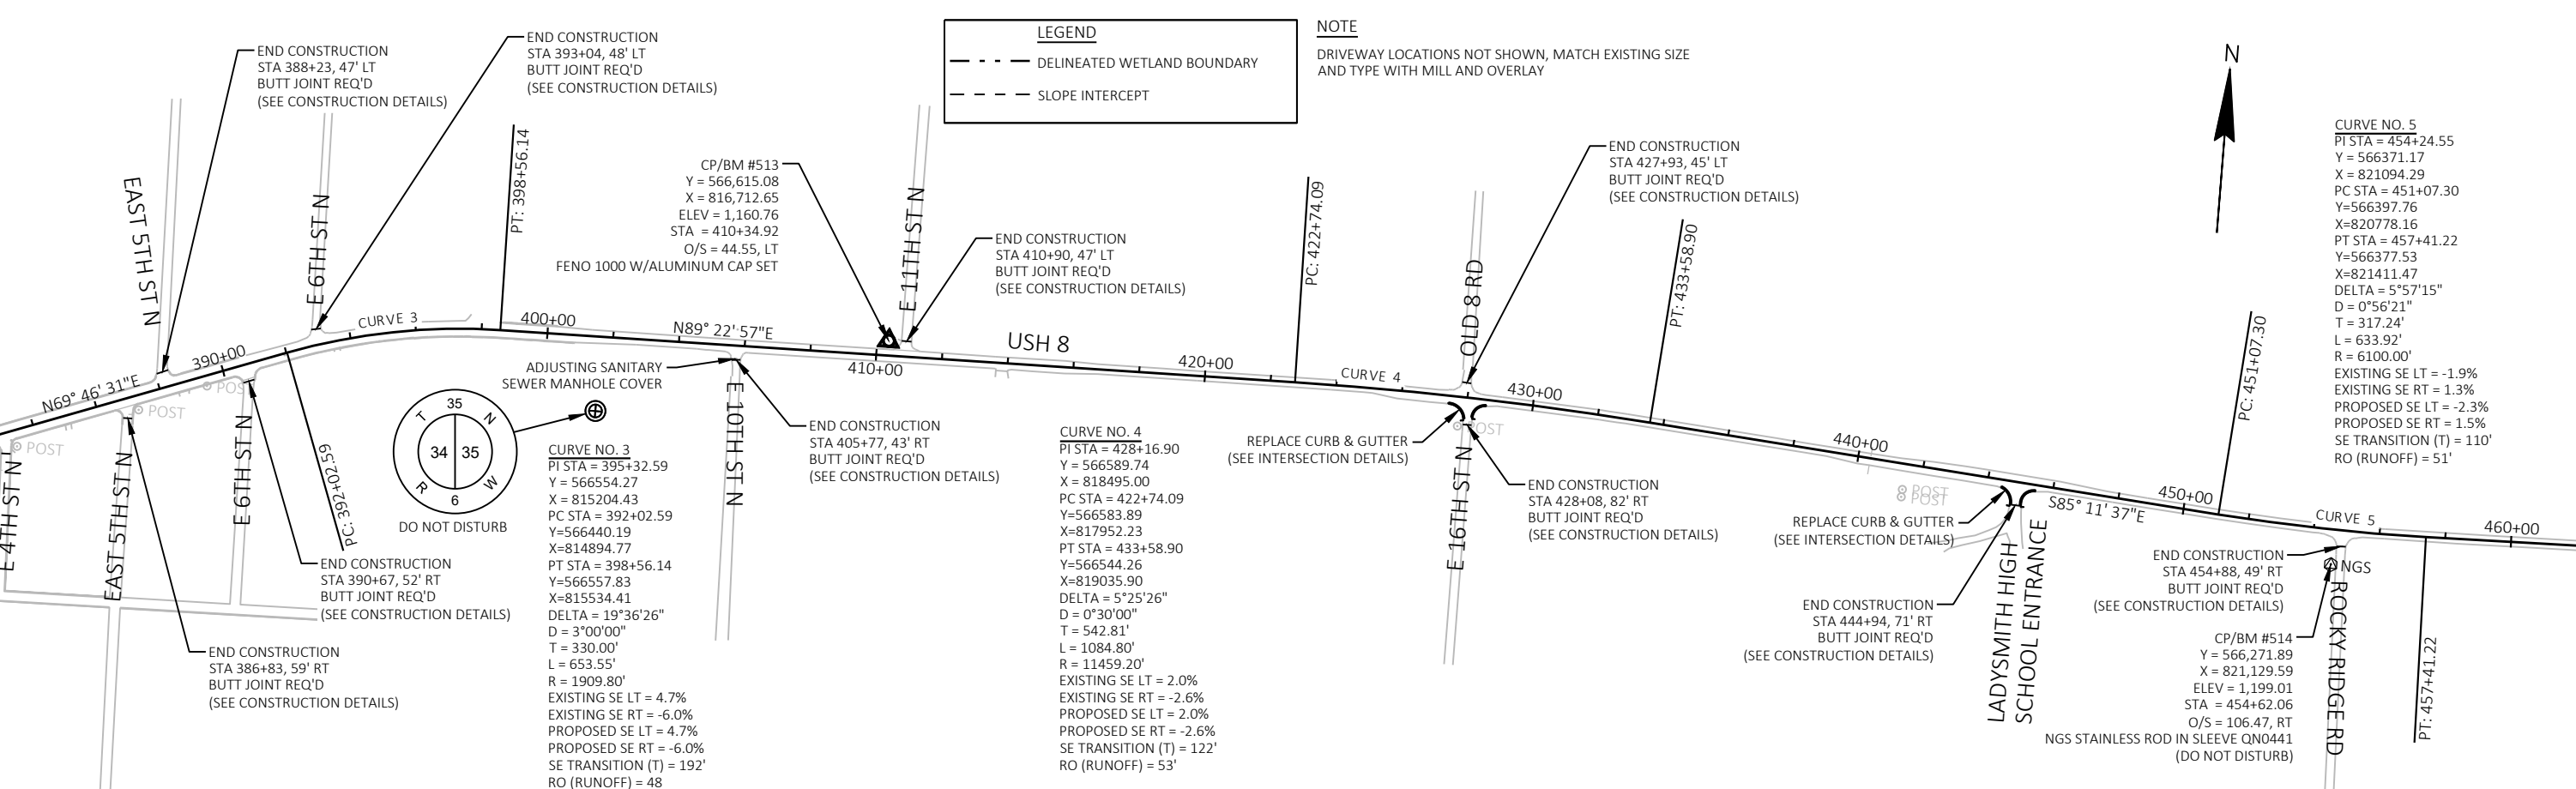 LEGEND
DELINEATED WETLAND BOUNDARY
SLOPE INTERCEPT
NOTE
DRIVEWAY LOCATIONS NOT SHOWN, MATCH EXISTING SIZE
AND TYPE WITH MILL AND OVERLAY
N
END CONSTRUCTION
STA 388+23, 47' LT
BUTT JOINT REQ'D
(SEE CONSTRUCTION DETAILS)
END CONSTRUCTION
STA 393+04, 48' LT
BUTT JOINT REQ'D
(SEE CONSTRUCTION DETAILS)
EAST 5TH ST N
E 6TH ST N
PT: 398+56.14
CP/BM #513
Y = 566,615.08
X = 816,712.65
ELEV = 1,160.76
STA = 410+34.92
O/S = 44.55, LT
FENO 1000 W/ALUMINUM CAP SET
E 11TH ST N
END CONSTRUCTION
STA 410+90, 47' LT
BUTT JOINT REQ'D
(SEE CONSTRUCTION DETAILS)
PC: 422+74.09
OLD 8 RD
END CONSTRUCTION
STA 427+93, 45' LT
BUTT JOINT REQ'D
(SEE CONSTRUCTION DETAILS)
PT: 433+58.90
PC: 451+07.30
CURVE NO. 5
PI STA = 454+24.55
Y = 566371.17
X = 821094.29
PC STA = 451+07.30
Y=566397.76
X=820778.16
PT STA = 457+41.22
Y=566377.53
X=821411.47
DELTA = 5°57'15"
D = 0°56'21"
T = 317.24'
L = 633.92'
R = 6100.00'
EXISTING SE LT = -1.9%
EXISTING SE RT = 1.3%
PROPOSED SE LT = -2.3%
PROPOSED SE RT = 1.5%
SE TRANSITION (T) = 110'
RO (RUNOFF) = 51'
N69° 46' 31"E
390+00
CURVE 3
400+00
N89° 22' 57"E
410+00
USH 8
420+00
CURVE 4
430+00
440+00
450+00
S85° 11' 37"E
CURVE 5
460+00
POST
POST
POST
POST
POST
POST
E 4TH ST N
EAST 5TH ST N
E 6TH ST N
PC: 392+02.59
T
35
N
34
35
R
6
W
DO NOT DISTURB
ADJUSTING SANITARY
SEWER MANHOLE COVER
E 10TH ST N
END CONSTRUCTION
STA 405+77, 43' RT
BUTT JOINT REQ'D
(SEE CONSTRUCTION DETAILS)
END CONSTRUCTION
STA 390+67, 52' RT
BUTT JOINT REQ'D
(SEE CONSTRUCTION DETAILS)
END CONSTRUCTION
STA 386+83, 59' RT
BUTT JOINT REQ'D
(SEE CONSTRUCTION DETAILS)
CURVE NO. 3
PI STA = 395+32.59
Y = 566554.27
X = 815204.43
PC STA = 392+02.59
Y=566440.19
X=814894.77
PT STA = 398+56.14
Y=566557.83
X=815534.41
DELTA = 19°36'26"
D = 3°00'00"
T = 330.00'
L = 653.55'
R = 1909.80'
EXISTING SE LT = 4.7%
EXISTING SE RT = -6.0%
PROPOSED SE LT = 4.7%
PROPOSED SE RT = -6.0%
SE TRANSITION (T) = 192'
RO (RUNOFF) = 48
CURVE NO. 4
PI STA = 428+16.90
Y = 566589.74
X = 818495.00
PC STA = 422+74.09
Y=566583.89
X=817952.23
PT STA = 433+58.90
Y=566544.26
X=819035.90
DELTA = 5°25'26"
D = 0°30'00"
T = 542.81'
L = 1084.80'
R = 11459.20'
EXISTING SE LT = 2.0%
EXISTING SE RT = -2.6%
PROPOSED SE LT = 2.0%
PROPOSED SE RT = -2.6%
SE TRANSITION (T) = 122'
RO (RUNOFF) = 53'
REPLACE CURB & GUTTER
(SEE INTERSECTION DETAILS)
E 16TH ST N
END CONSTRUCTION
STA 428+08, 82' RT
BUTT JOINT REQ'D
(SEE CONSTRUCTION DETAILS)
REPLACE CURB & GUTTER
(SEE INTERSECTION DETAILS)
END CONSTRUCTION
STA 444+94, 71' RT
BUTT JOINT REQ'D
(SEE CONSTRUCTION DETAILS)
LADYSMITH HIGH
SCHOOL ENTRANCE
END CONSTRUCTION
STA 454+88, 49' RT
BUTT JOINT REQ'D
(SEE CONSTRUCTION DETAILS)
NGS
CP/BM #514
Y = 566,271.89
X = 821,129.59
ELEV = 1,199.01
STA = 454+62.06
O/S = 106.47, RT
NGS STAINLESS ROD IN SLEEVE QN0441
(DO NOT DISTURB)
ROCKY RIDGE RD
PT: 457+41.22